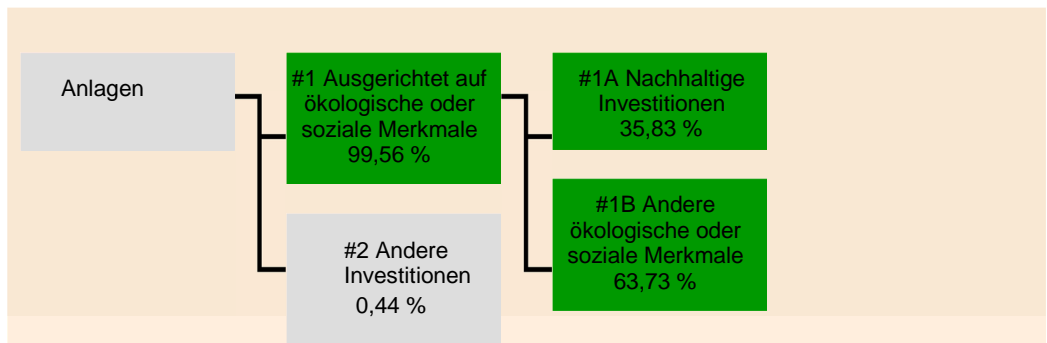 Anlagen
#1 Ausgerichtet auf
ökologische oder
soziale Merkmale
99,56 %
#2 Andere
Investitionen
0,44 %
#1A Nachhaltige
Investitionen
35,83 %
#1B Andere
ökologische oder
soziale Merkmale
63,73 %